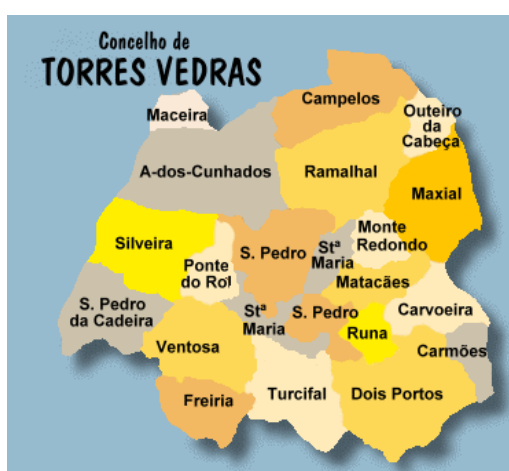 Concelho de
TORRES VEDRAS
Campelos
Maceira
Outeiro
da
Cabeça
A-dos-Cunhados
Ramalhal
Maxial
Silveira
S. Pedro
Stª
Maria
Monte
Redondo
Ponte
do Rol
Matacães
S. Pedro
da Cadeira
Stª
Maria
S. Pedro
Carvoeira
Runa
Ventosa
Carmões
Freiria
Turcifal
Dois Portos